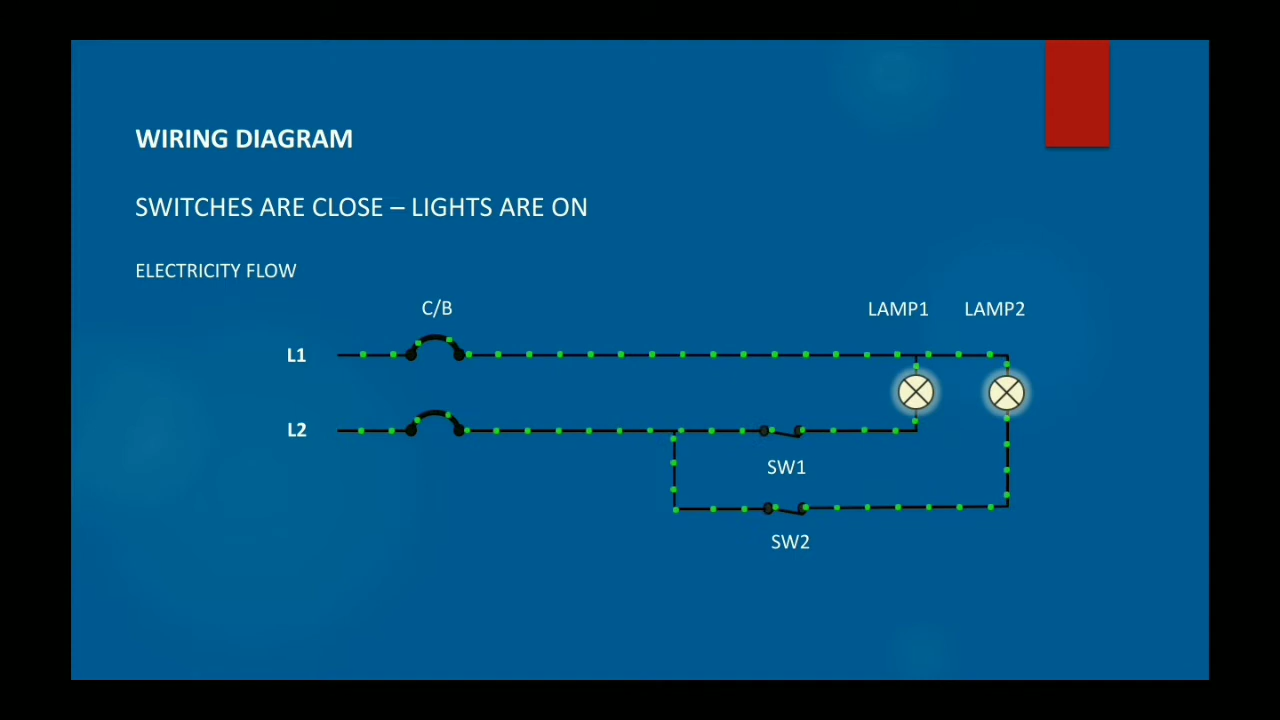 WIRING DIAGRAM
SWITCHES ARE CLOSE – LIGHTS ARE ON
ELECTRICITY FLOW
C/B
LAMP1 LAMP2
L1
L2
SW1
SW2